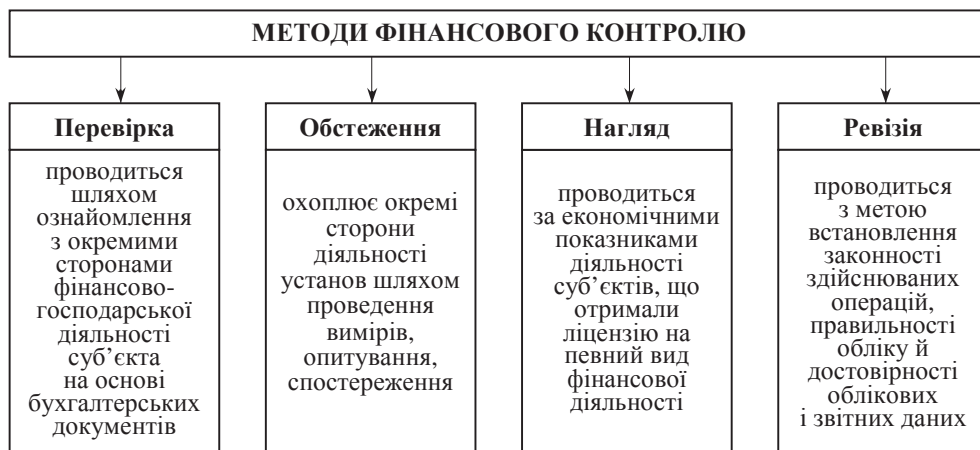 МЕТОДИ ФІНАНСОВОГО КОНТРОЛЮ
Перевірка
проводиться
шляхом
ознайомлення
з окремими
сторонами
фінансово-
господарської
діяльності
суб’єкта
на основі
бухгалтерських
документів
Обстеження
охоплює окремі
сторони
діяльності
установ шляхом
проведення
вимірів,
опитування,
спостереження
Нагляд
проводиться
за економічними
показниками
діяльності
суб’єктів, що
отримали
ліцензію на
певний вид
фінансової
діяльності
Ревізія
проводиться
з метою
встановлення
законності
здійснюваних
операцій,
правильності
обліку й
достовірності
облікових
і звітних даних